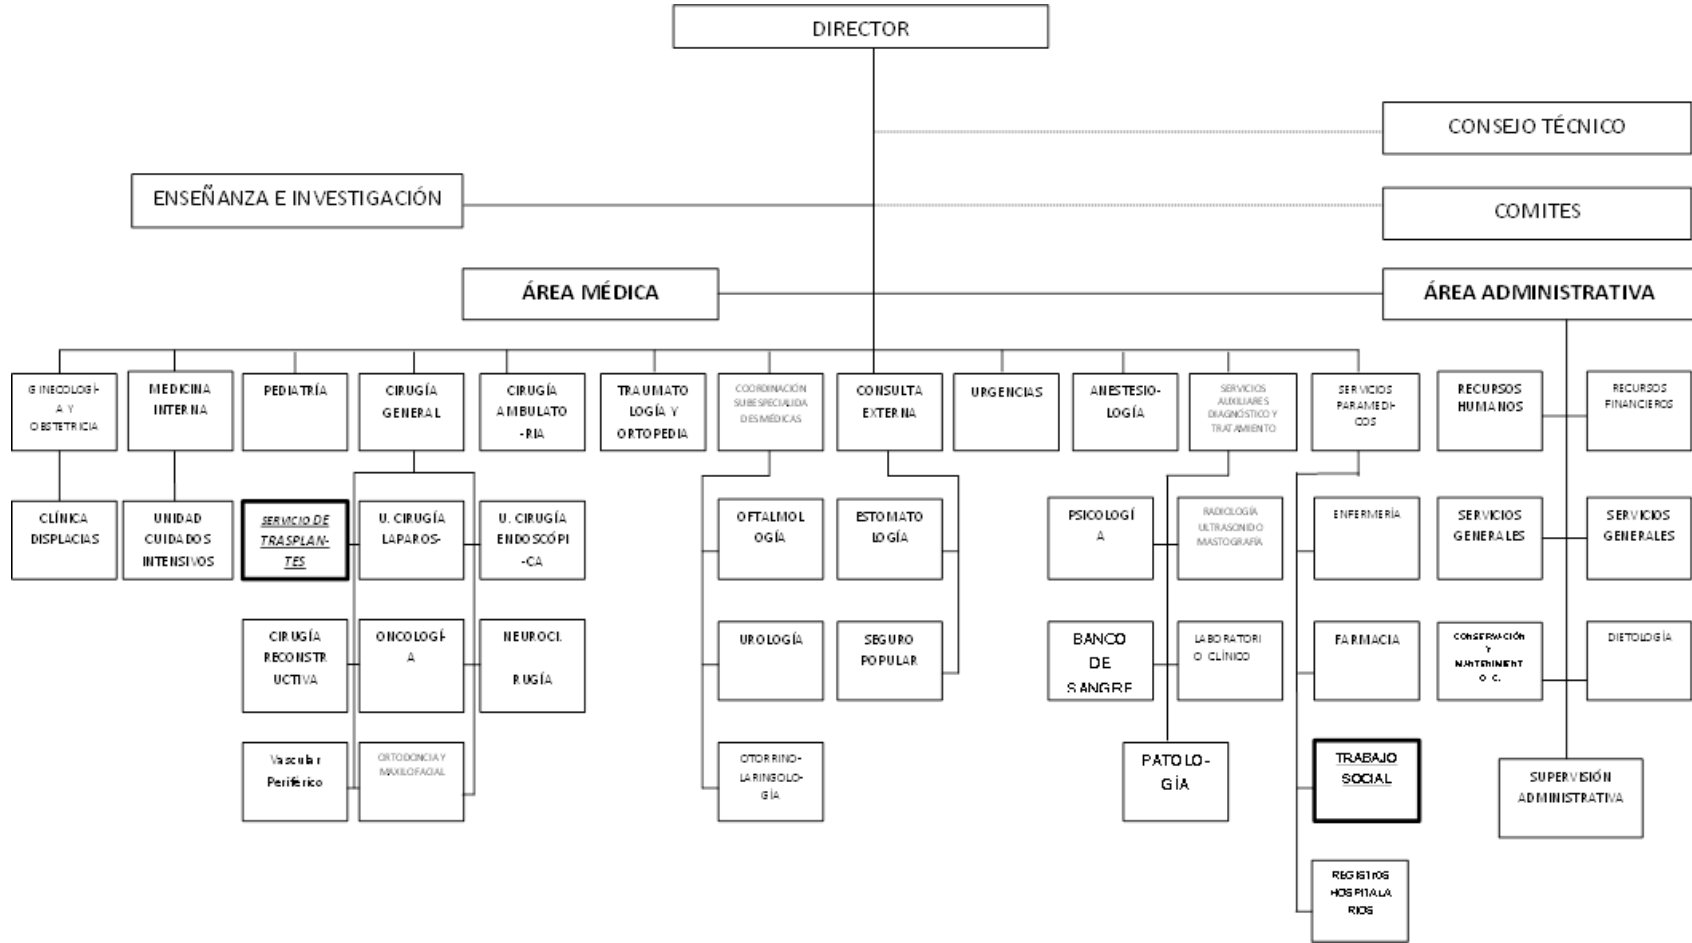 DIRECTOR
CONSEJO TÉCNICO
ENSEÑANZA E INVESTIGACIÓN
COMITES
ÁREA MÉDICA
ÁREA ADMINISTRATIVA
GINECOLOGÍ-
A Y
OBSTETRICIA
MEDICINA
INTERNA
PEDIATRÍA
CIRUGÍA
GENERAL
CIRUGÍA
AMBULATO
-RIA
TRAUMATO
LOGÍA Y
ORTOPEDIA
COORDINACIÓN
SUBESPECIALIDA
DES MÉDICAS
CONSULTA
EXTERNA
URGENCIAS
ANESTESIO-
LOGÍA
SERVICIOS
AUXILIARES
DIAGNÓSTICO Y
TRATAMIENTO
SERVICIOS
PARAMEDI-
COS
RECURSOS
HUMANOS
RECURSOS
FINANCIEROS
CLÍNICA
DISPLACIAS
UNIDAD
CUIDADOS
INTENSIVOS
SERVICIO DE
TRASPLAN-
TES
U. CIRUGÍA
LAPAROS-
U. CIRUGÍA
ENDOSCÓPI
-CA
OFTALMOL
OGÍA
ESTOMATO
LOGÍA
PSICOLOGÍ
A
RADIOLOGÍA
ULTRASONIDO
MASTOGRAFÍA
ENFERMERÍA
SERVICIOS
GENERALES
SERVICIOS
GENERALES
CIRUGÍA
RECONSTR
UCTIVA
ONCOLOGÍ-
A
NEUROCI.
RUGÍA
UROLOGÍA
SEGURO
POPULAR
BANCO
DE
SANGRE
LABORATORI
O CLÍNICO
FARMACIA
CONSERVACIÓN
Y
MANTENIMIENT
O C.
DIETOLOGÍA
Vascular
Periférico
ORTODONCIA Y
MAXILOFACIAL
OTORRINO-
LARINGOLO-
GÍA
PATOLO-
GÍA
TRABAJO
SOCIAL
SUPERVISIÓN
ADMINISTRATIVA
REGISTROS
HOSPITALA
RIOS